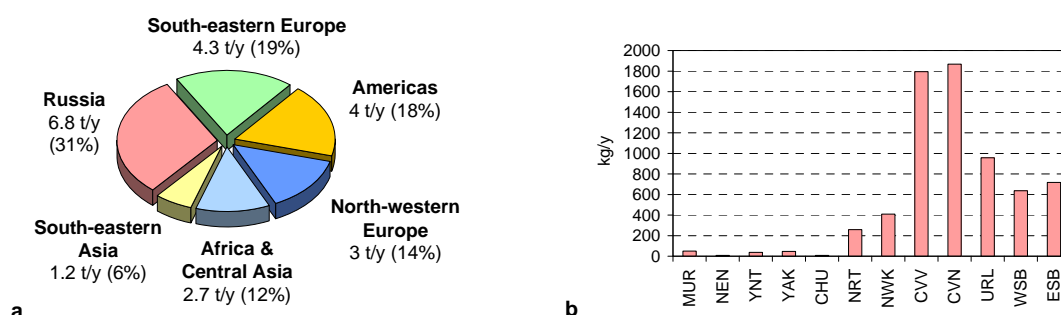 South-eastern Europe
4.3 t/y (19%)
Americas
4 t/y (18%)
Russia
6.8 t/y
(31%)
North-western
Europe
3 t/y (14%)
South-eastern
Asia
1.2 t/y (6%)
Africa &
Central Asia
2.7 t/y (12%)
a
2000
1800
1600
1400
1200
1000
800
600
400
200
0
kg/y
MUR
NEN
YNT
YAK
CHU
NRT
NWK
CVV
CVN
URL
WSB
ESB
b